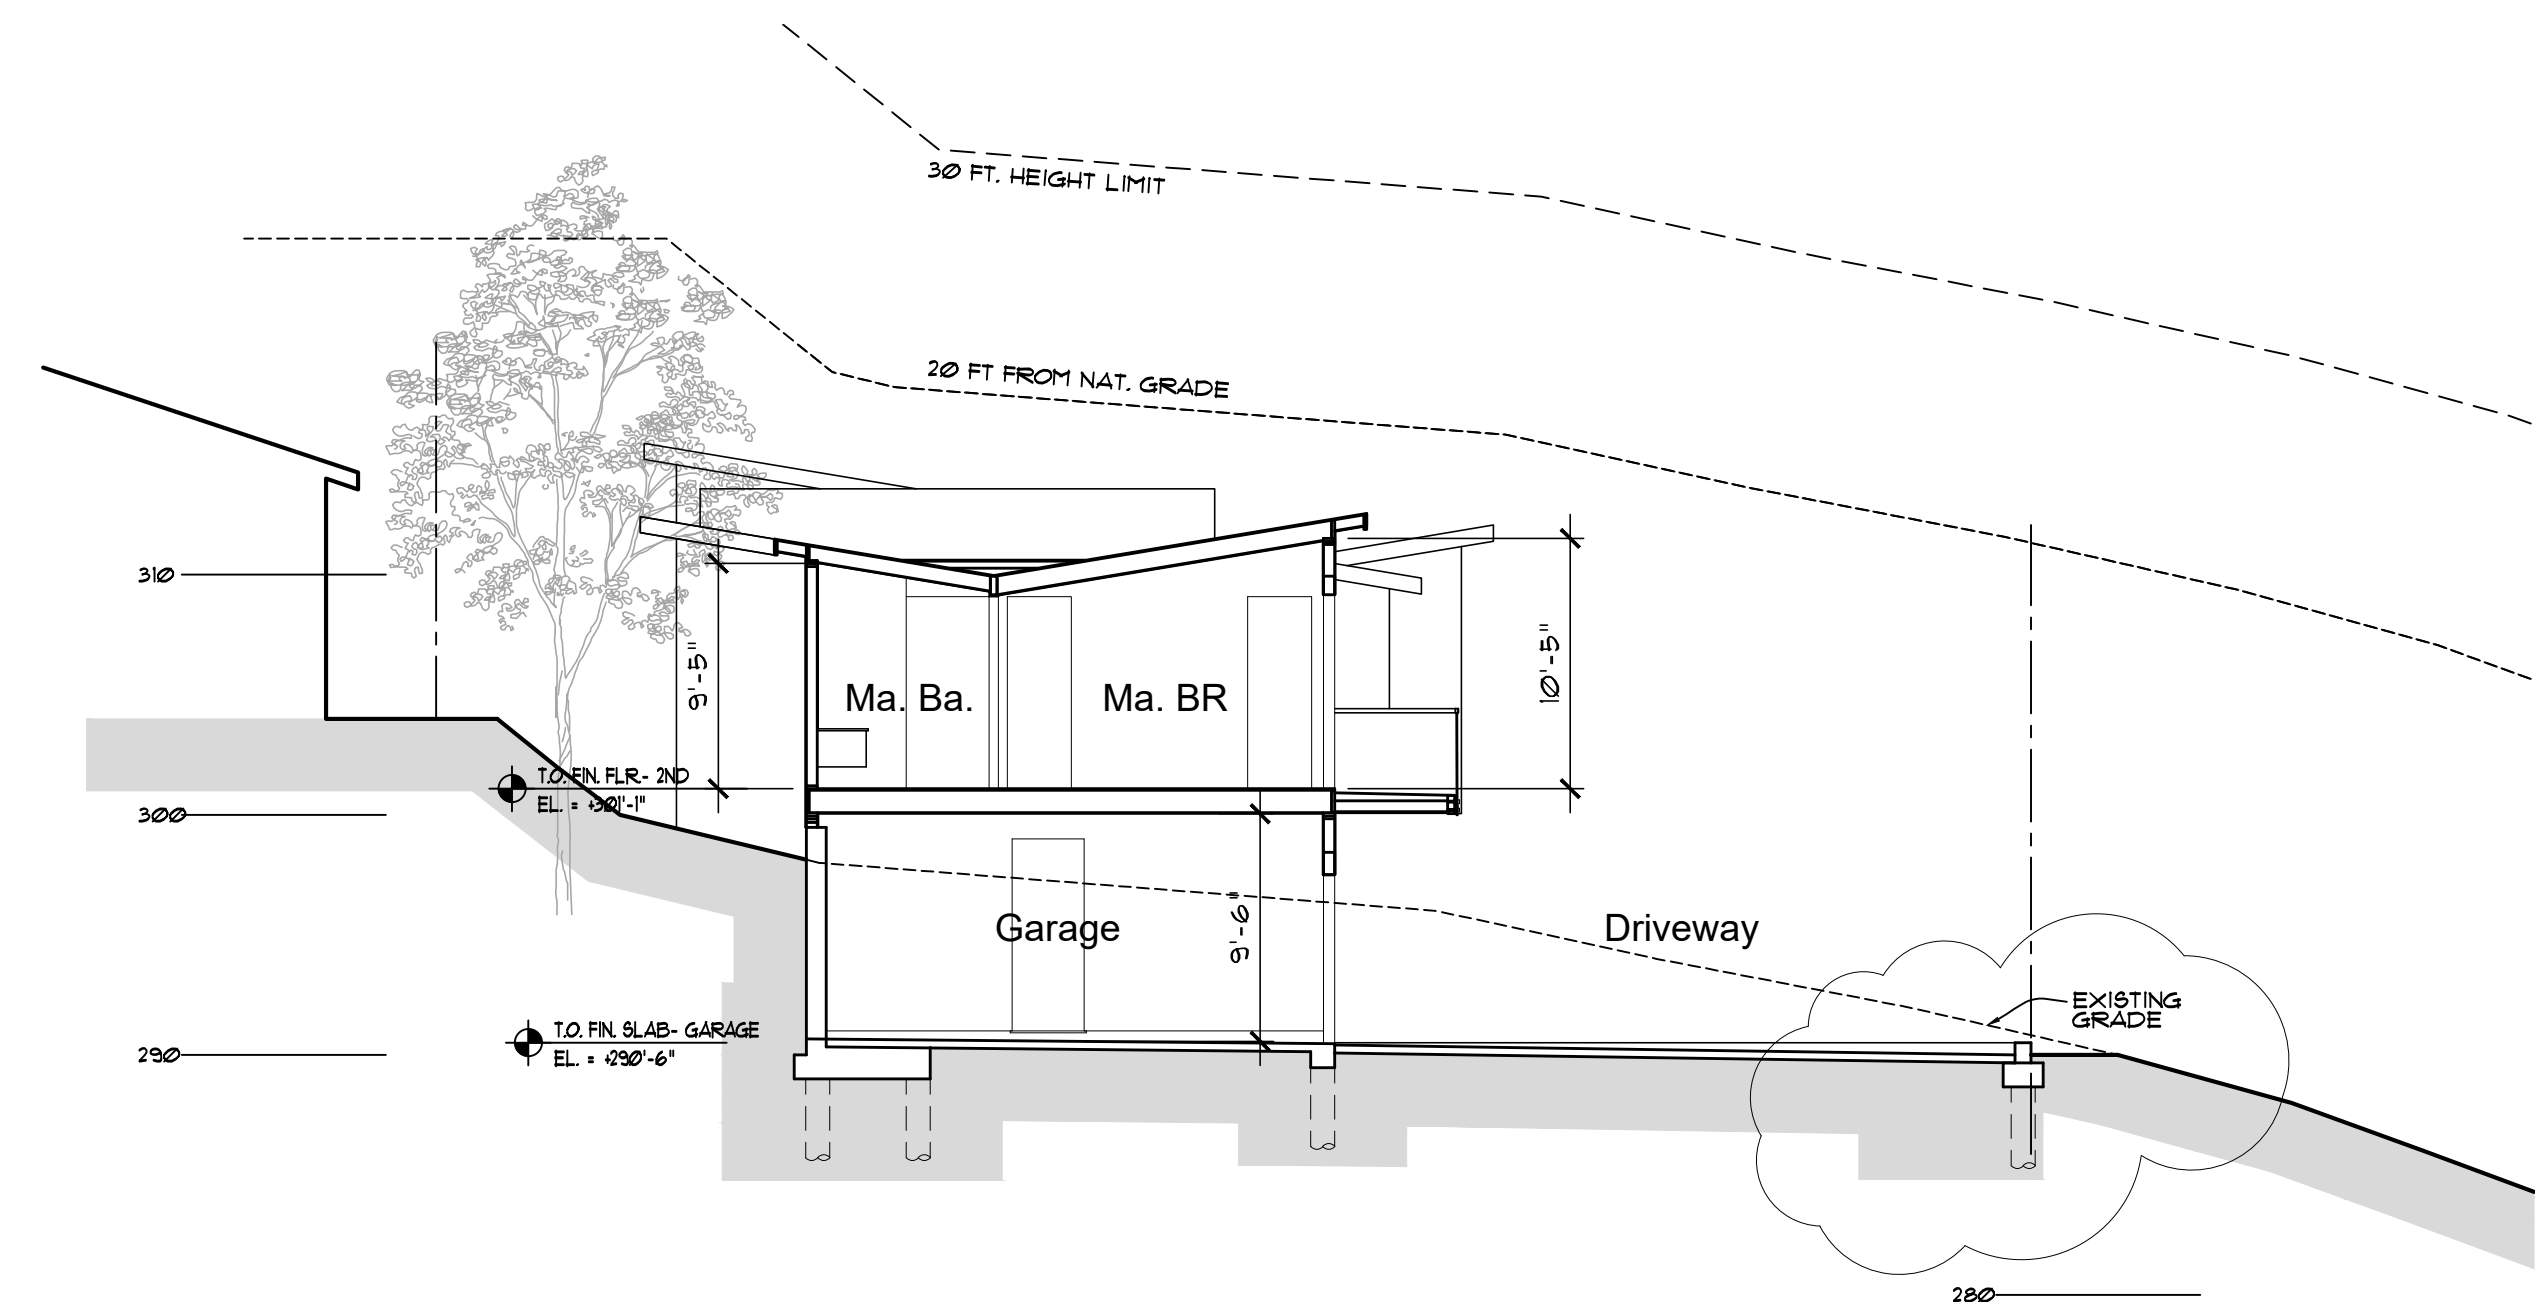 30 FT. HEIGHT LIMIT
20 FT FROM NAT. GRADE
310
9'-5"
10'-5"
Ma. Ba.
Ma. BR
T.O. FIN. FLR.- 2ND
EL. = +301'-1"
300
9'-6"
Garage
Driveway
EXISTING
GRADE
T.O. FIN. SLAB- GARAGE
EL. = +290'-6"
290
280